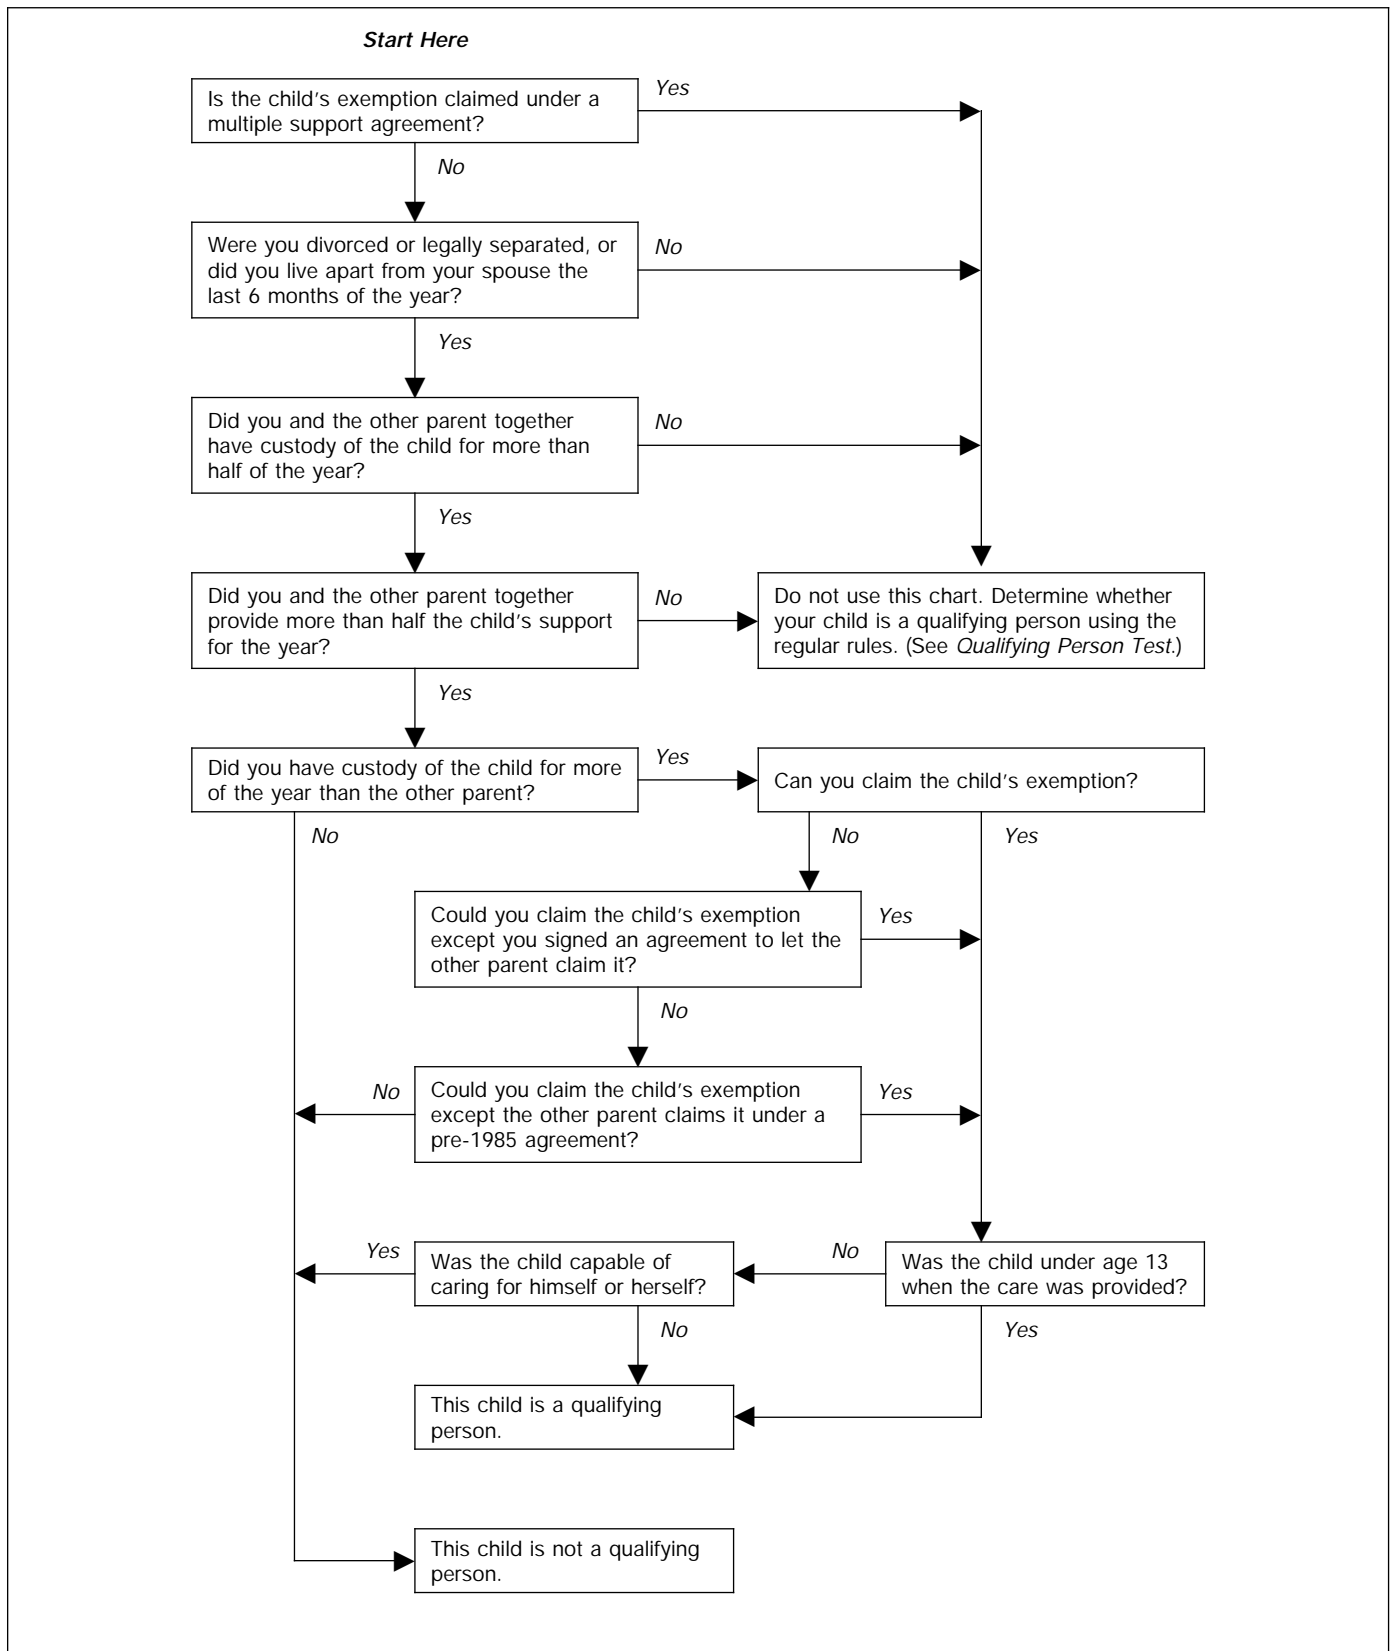 Start Here
Is the child's exemption claimed under a
multiple support agreement?
Yes
No
Were you divorced or legally separated, or
did you live apart from your spouse the
last 6 months of the year?
No
Yes
Did you and the other parent together
have custody of the child for more than
half of the year?
No
Yes
Did you and the other parent together
provide more than half the child's support
for the year?
No
Do not use this chart. Determine whether
your child is a qualifying person using the
regular rules. (See Qualifying Person Test.)
Yes
Did you have custody of the child for more
of the year than the other parent?
Yes
Can you claim the child's exemption?
No
No
Yes
Could you claim the child's exemption
except you signed an agreement to let the
other parent claim it?
Yes
No
No
Could you claim the child's exemption
except the other parent claims it under a
pre-1985 agreement?
Yes
Yes
Was the child capable of
caring for himself or herself?
No
Was the child under age 13
when the care was provided?
No
Yes
This child is a qualifying
person.
This child is not a qualifying
person.